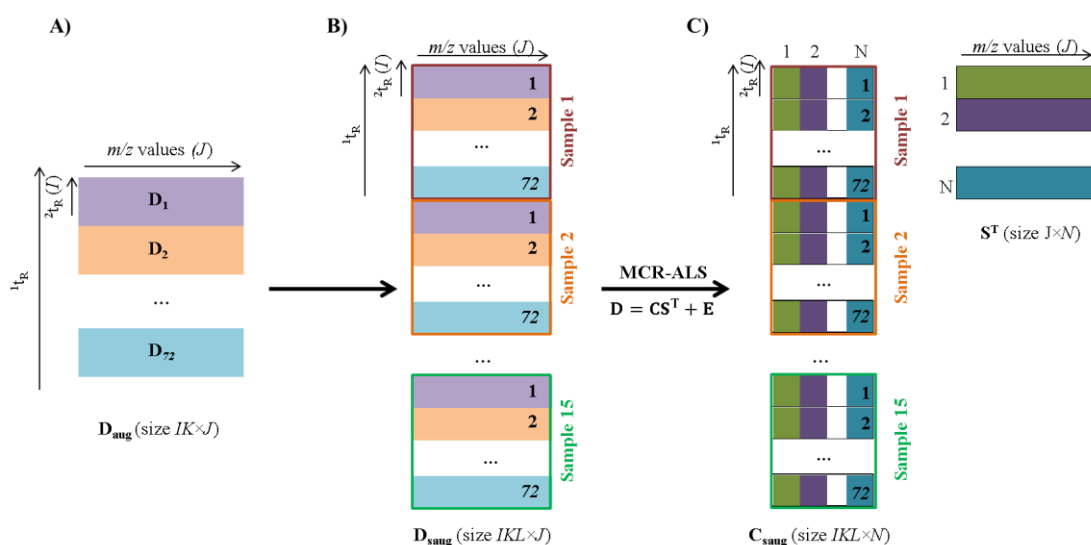 A)
m/z values (J)
¹tR
²tR(I)
D₁
D₂
...
D₇₂
Daug (size IK×J)
B)
m/z values (J)
¹tR
²tR(I)
1
2
...
72
Sample 1
1
2
...
72
Sample 2
...
1
2
...
72
Sample 15
Dsaug (size IKL×J)
MCR-ALS
D = CSᵀ + E
C)
1 2 N
¹tR
²tR(I)
1
2
...
72
1
2
...
72
...
1
2
...
72
Sample 1
Sample 2
Sample 15
Csaug (size IKL×N)
m/z values (J)
1
2
N
Sᵀ (size J×N)